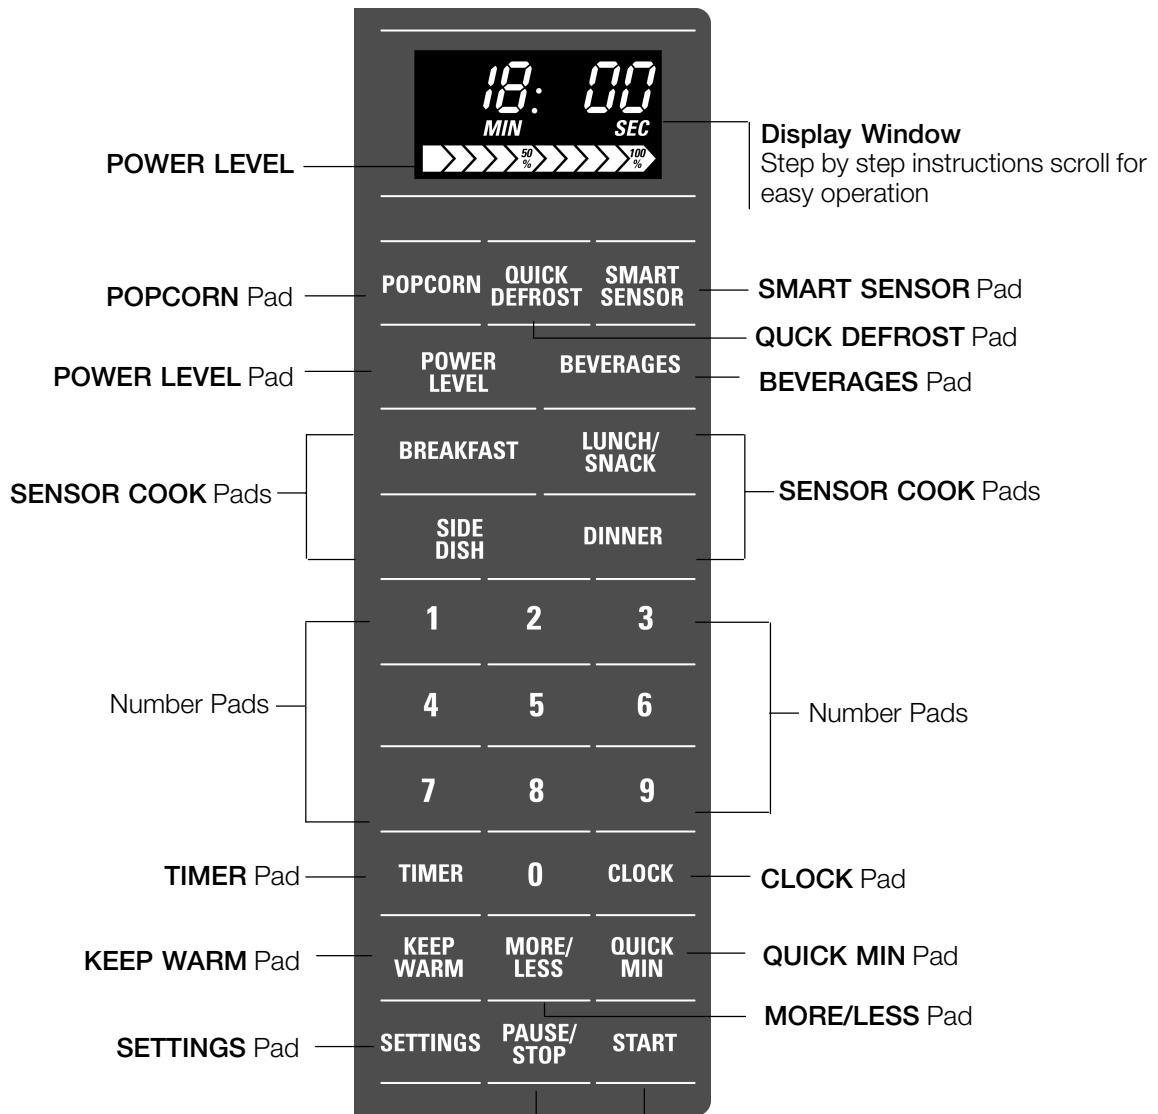 18: 00
MIN SEC
50 % 100 %
POWER LEVEL
Display Window
Step by step instructions scroll for
easy operation
POPCORN Pad
POPCORN
QUICK
DEFROST
SMART
SENSOR
SMART SENSOR Pad
QUCK DEFROST Pad
POWER LEVEL Pad
POWER
LEVEL
BEVERAGES
BEVERAGES Pad
SENSOR COOK Pads
BREAKFAST
LUNCH/
SNACK
SIDE
DISH
DINNER
SENSOR COOK Pads
Number Pads
1 2 3
4 5 6
7 8 9
Number Pads
TIMER Pad
TIMER 0 CLOCK
CLOCK Pad
KEEP WARM Pad
KEEP
WARM
MORE/
LESS
QUICK
MIN
QUICK MIN Pad
MORE/LESS Pad
SETTINGS Pad
SETTINGS
PAUSE/
STOP
START